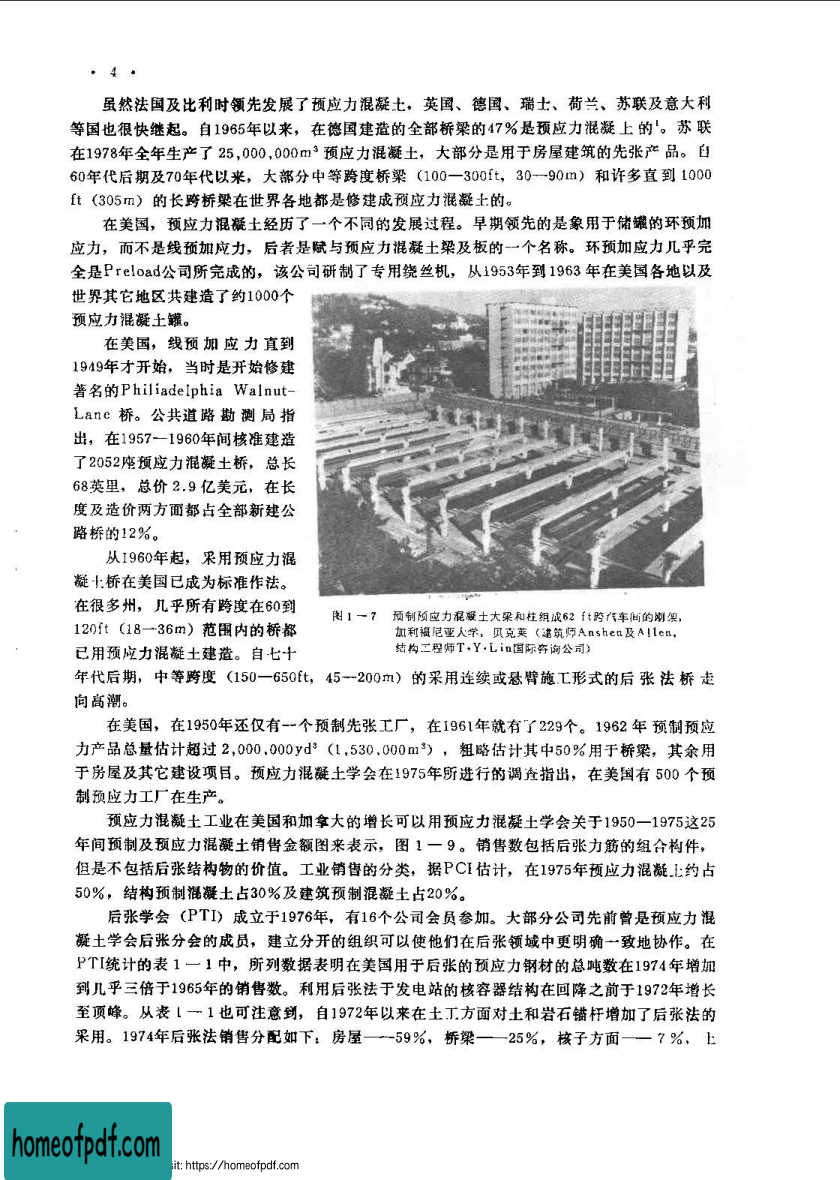 · 4 ·
虽然法国及比利时领先发展了预应力混凝土，英国、德国、瑞士、荷兰、苏联及意大利
等国也很快继起。自1965年以来，在德国建造的全部桥梁的47%是预应力混凝上的¹。苏联
在1978年全年生产了25,000,000m³预应力混凝土，大部分是用于房屋建筑的先张产品。自
60年代后期及70年代以来，大部分中等跨度桥梁（100—300ft，30—90m）和许多直到1000
ft（305m）的长跨桥梁在世界各地都是修建成预应力混凝土的。
在美国，预应力混凝土经历了一个不同的发展过程。早期领先的是象用于储罐的环预加
应力，而不是线预加应力，后者是赋与预应力混凝土梁及板的一个名称。环预加应力几乎完
全是Preload公司所完成的，该公司研制了专用绕丝机，从1953年到1963年在美国各地以及
世界其它地区共建造了约1000个
预应力混凝土罐。
在美国，线预加应力直到
1949年才开始，当时是开始修建
著名的Philiadelphia Walnut-
Lane 桥。公共道路勘测局指
出，在1957—1960年间核准建造
了2052座预应力混凝土桥，总长
68英里，总价2.9亿美元，在长
度及造价两方面都占全部新建公
路桥的12%。
从1960年起，采用预应力混
凝土桥在美国已成为标准作法。
在很多州，几乎所有跨度在60到
120ft（18—36m）范围内的桥都
已用预应力混凝土建造。自七十
图1－7 预制预应力混凝土大梁和柱组成62 ft跨汽车间的刚架，
加利福尼亚大学，贝克莱（建筑师Anshen及Allen，
结构工程师T·Y·Lin国际咨询公司）
年代后期，中等跨度（150—650ft，45—200m）的采用连续或悬臂施工形式的后张法桥走
向高潮。
在美国，在1950年还仅有一个预制先张工厂，在1961年就有了229个。1962年预制预应
力产品总量估计超过2,000,000yd³（1,530,000m³），粗略估计其中50%用于桥梁，其余用
于房屋及其它建设项目。预应力混凝土学会在1975年所进行的调查指出，在美国有500个预
制预应力工厂在生产。
预应力混凝土工业在美国和加拿大的增长可以用预应力混凝土学会关于1950—1975这25
年间预制及预应力混凝土销售金额图来表示，图1－9。销售数包括后张力筋的组合构件，
但是不包括后张结构物的价值。工业销售的分类，据PCI估计，在1975年预应力混凝土约占
50%，结构预制混凝土占30%及建筑预制混凝土占20%。
后张学会（PTI）成立于1976年，有16个公司会员参加。大部分公司先前曾是预应力混
凝土学会后张分会的成员，建立分开的组织可以使他们在后张领域中更明确一致地协作。在
PTI统计的表1－1中，所列数据表明在美国用于后张的预应力钢材的总吨数在1974年增加
到几乎三倍于1965年的销售数。利用后张法于发电站的核容器结构在回降之前于1972年增长
至顶峰。从表1－1也可注意到，自1972年以来在土工方面对土和岩石锚杆增加了后张法的
采用。1974年后张法销售分配如下：房屋——59%，桥梁——25%，核子方面——7%，土
homeofpdf.com
sit: https://homeofpdf.com